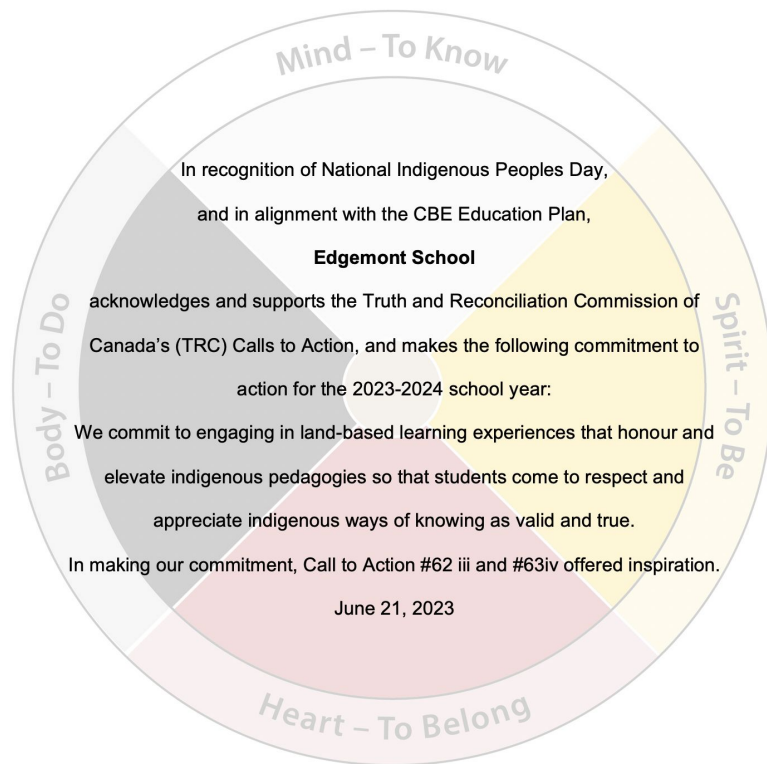 Mind – To Know
In recognition of National Indigenous Peoples Day,
and in alignment with the CBE Education Plan,
Edgemont School
acknowledges and supports the Truth and Reconciliation Commission of
Canada's (TRC) Calls to Action, and makes the following commitment to
action for the 2023-2024 school year:
We commit to engaging in land-based learning experiences that honour and
elevate indigenous pedagogies so that students come to respect and
appreciate indigenous ways of knowing as valid and true.
In making our commitment, Call to Action #62 iii and #63iv offered inspiration.
June 21, 2023
Body – To Do
Spirit – To Be
Heart – To Belong